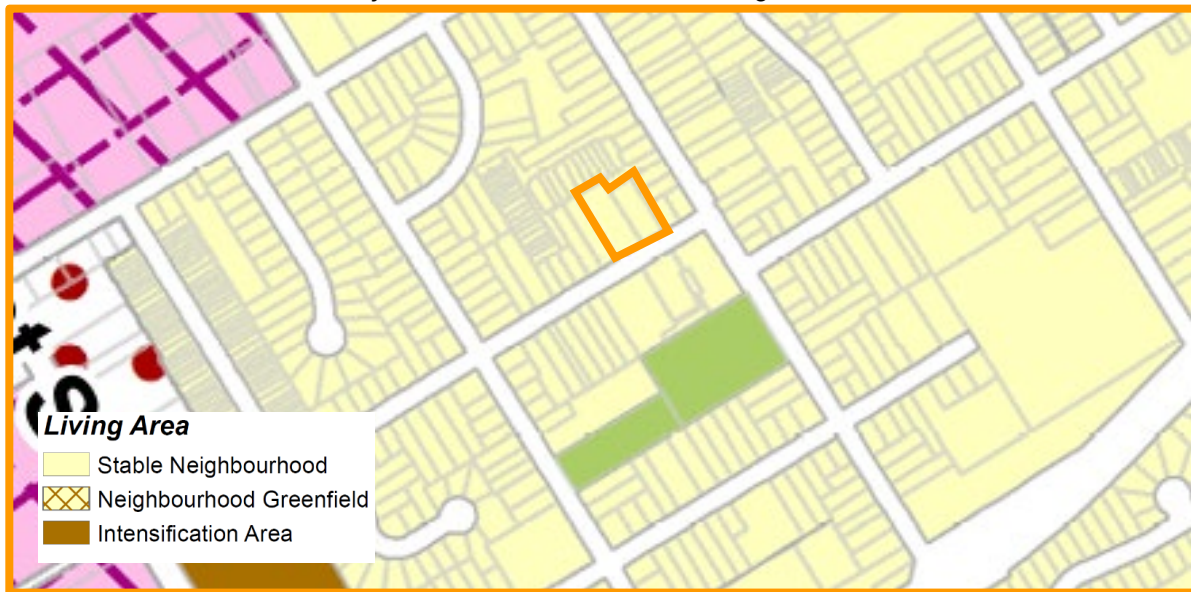 Living Area
Stable Neighbourhood
Neighbourhood Greenfield
Intensification Area